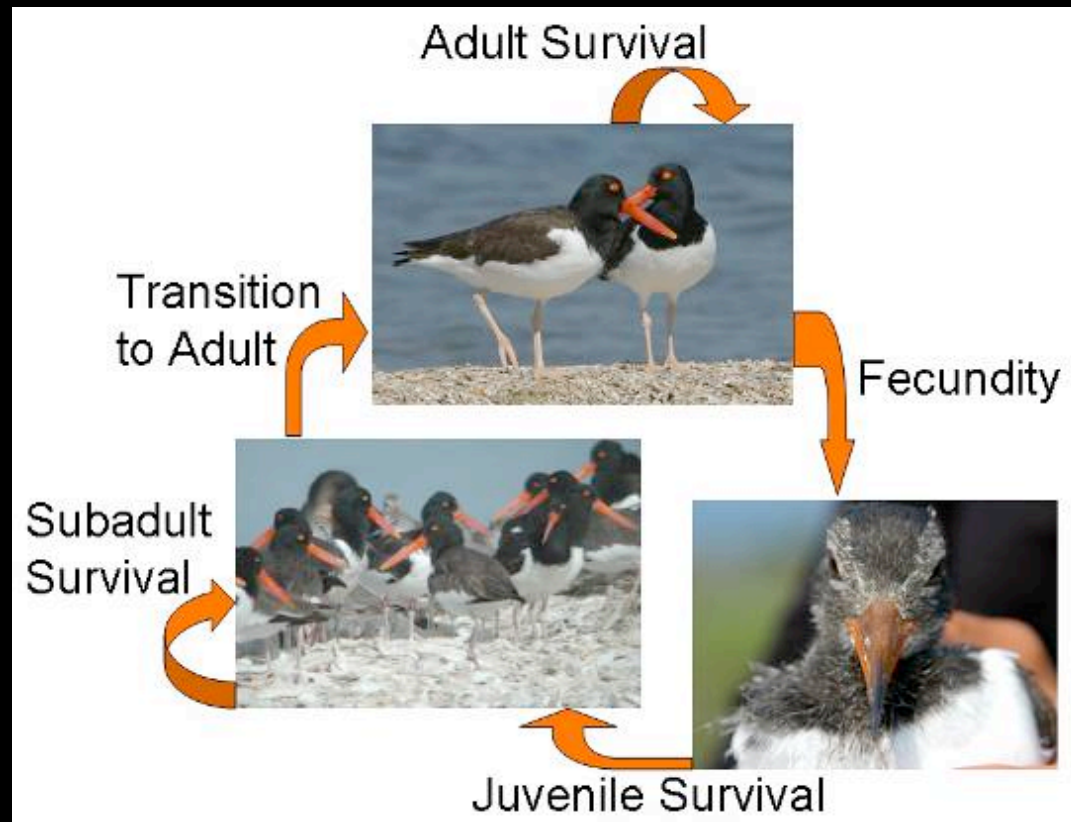 Adult Survival
Transition
to Adult
Fecundity
Subadult
Survival
Juvenile Survival